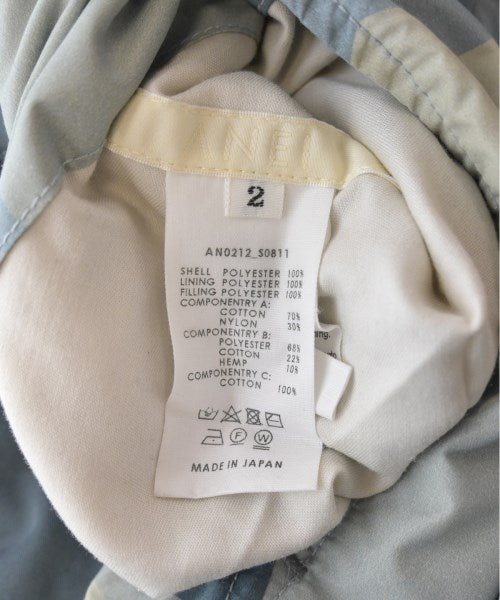 ANEI
2
AN0212_S0811
SHELL POLYESTER 100%
LINING POLYESTER 100%
FILLING POLYESTER 100%
COMPONENTRY A:
COTTON 70%
NYLON 30%
COMPONENTRY B:
POLYESTER 68%
COTTON 22%
HEMP 10%
COMPONENTRY C:
COTTON 100%
F W
MADE IN JAPAN